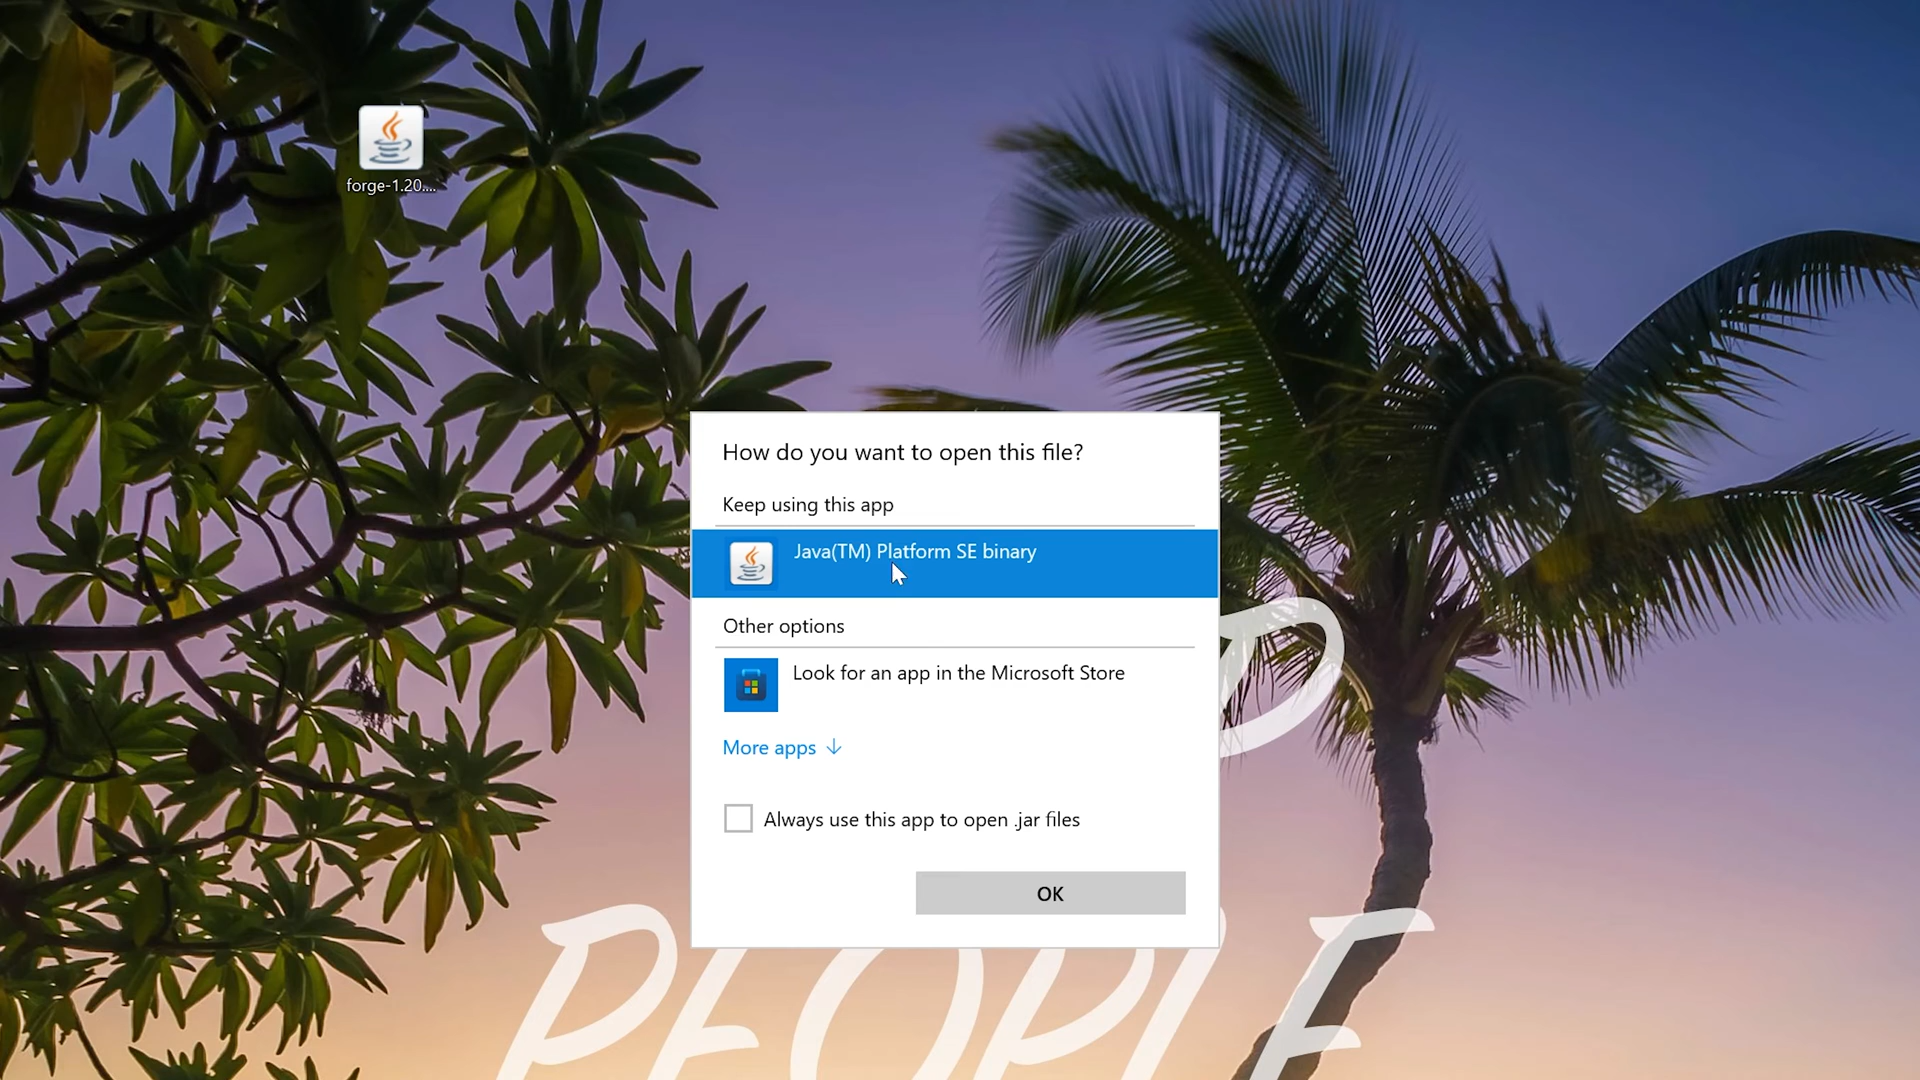 forge-1.20....
How do you want to open this file?
Keep using this app
Java(TM) Platform SE binary
Other options
Look for an app in the Microsoft Store
More apps
Always use this app to open .jar files
OK
PEOPLE